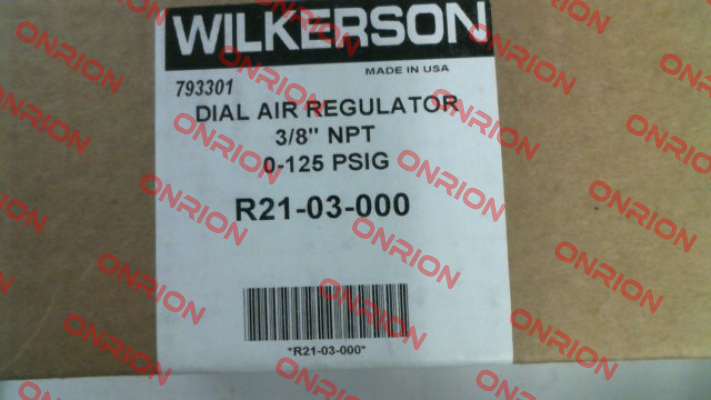 WILKERSON
MADE IN USA
793301
DIAL AIR REGULATOR
3/8" NPT
0-125 PSIG
R21-03-000
*R21-03-000*
ONRION